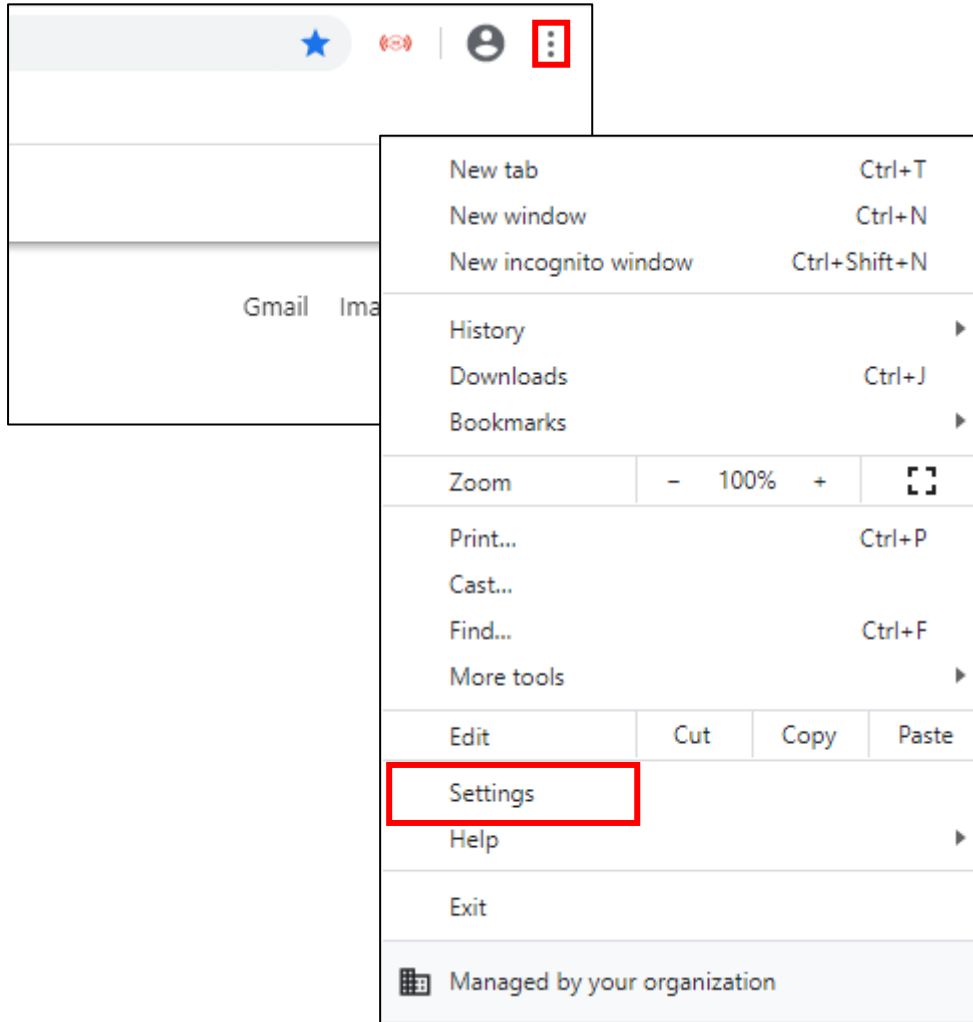 Gmail Ima
New tab Ctrl+T
New window Ctrl+N
New incognito window Ctrl+Shift+N
History
Downloads Ctrl+J
Bookmarks
Zoom - 100% +
Print... Ctrl+P
Cast...
Find... Ctrl+F
More tools
Edit Cut Copy Paste
Settings
Help
Exit
Managed by your organization